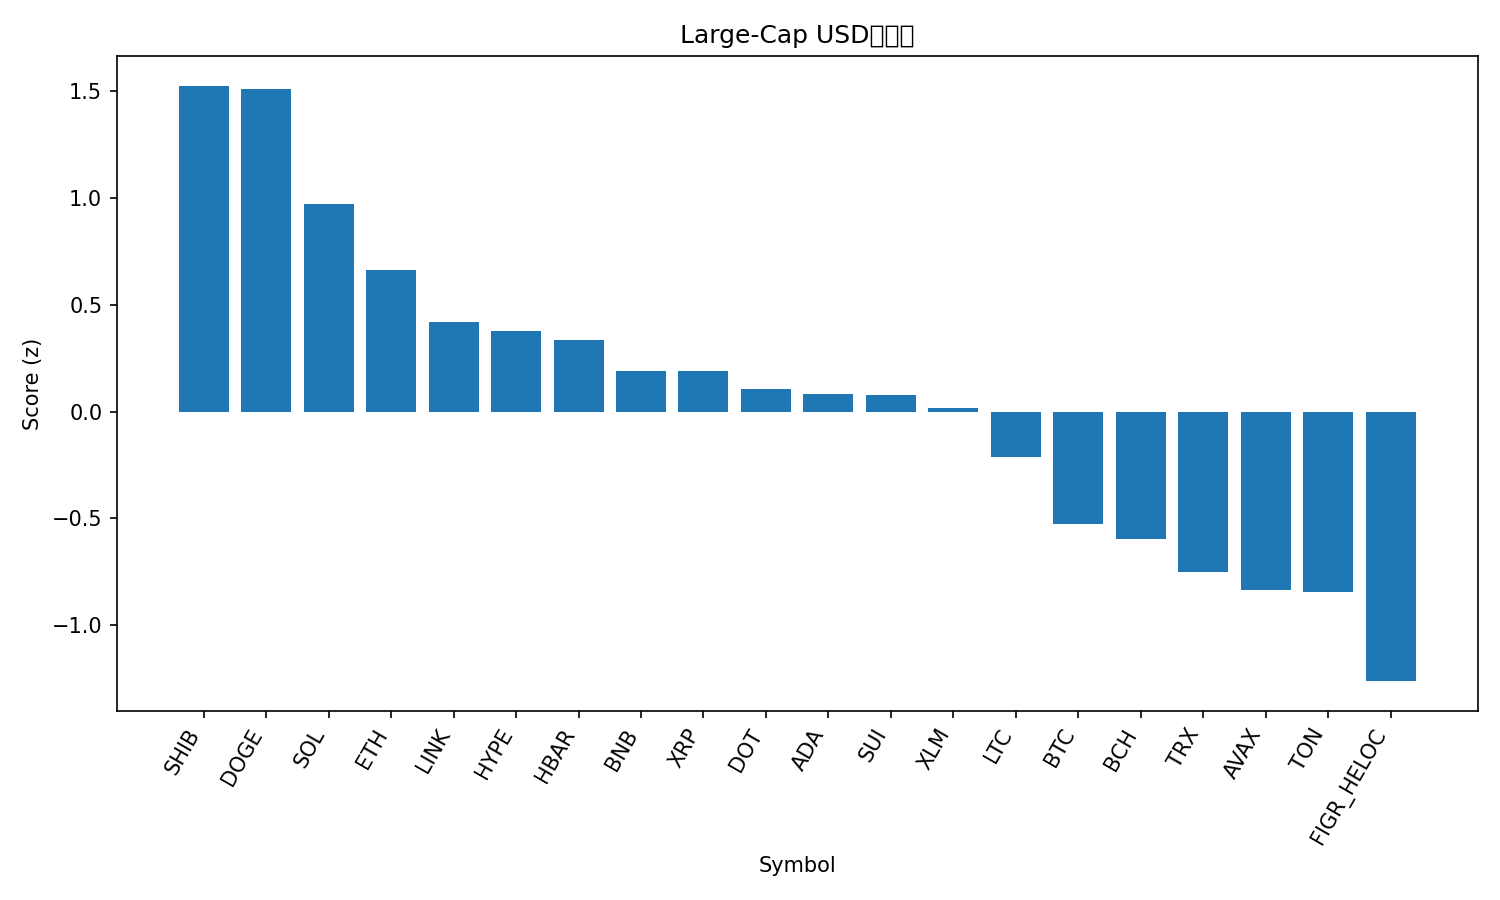 Large-Cap USD
1.5
1.0
0.5
0.0
−0.5
−1.0
Score (z)
SHIB
DOGE
SOL
ETH
LINK
HYPE
HBAR
BNB
XRP
DOT
ADA
SUI
XLM
LTC
BTC
BCH
TRX
AVAX
TON
FIGR_HELOC
Symbol